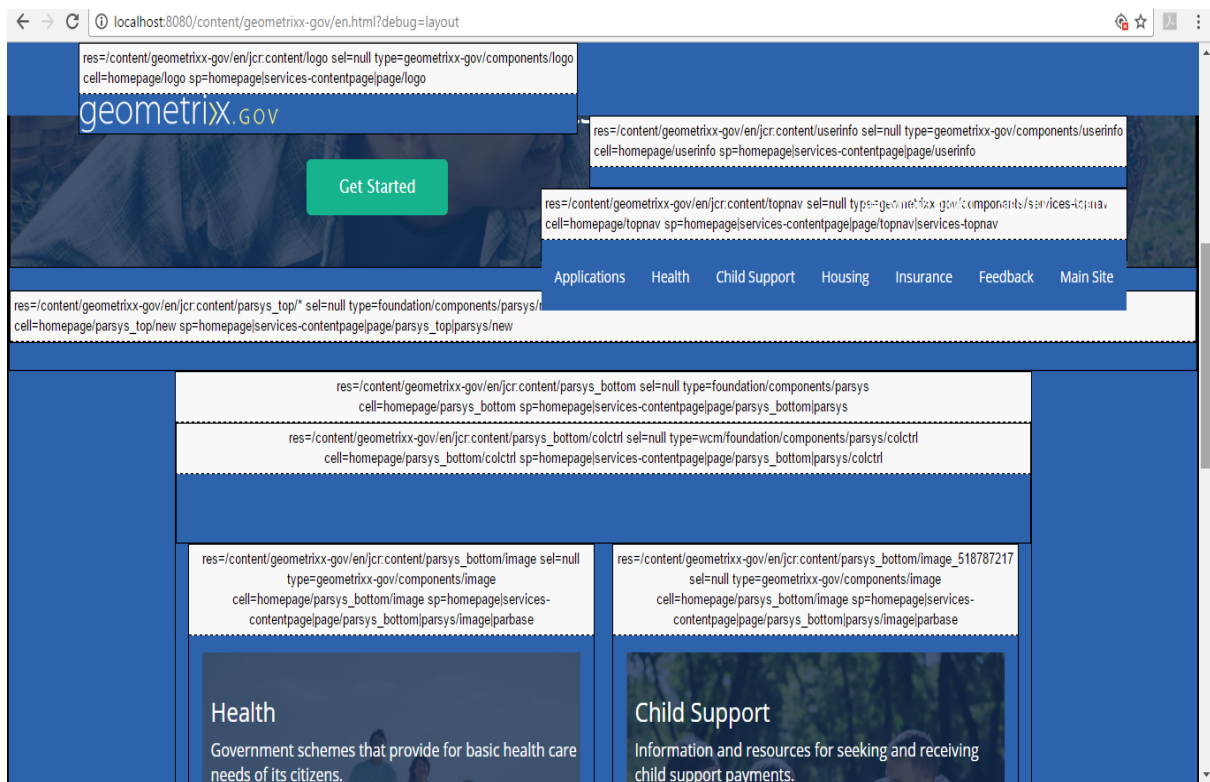 localhost:8080/content/geometrixx-gov/en.html?debug=layout
res=/content/geometrixx-gov/en/jcr:content/logo sel=null type=geometrixx-gov/components/logo
cell=homepage/logo sp=homepage|services-contentpage|page/logo
geometrixx.GOV
res=/content/geometrixx-gov/en/jcr:content/userinfo sel=null type=geometrixx-gov/components/userinfo
cell=homepage/userinfo sp=homepage|services-contentpage|page/userinfo
Get Started
res=/content/geometrixx-gov/en/jcr:content/topnav sel=null type=geometrixx-gov/components/services-topnav
cell=homepage/topnav sp=homepage|services-contentpage|page/topnav|services-topnav
Applications Health Child Support Housing Insurance Feedback Main Site
res=/content/geometrixx-gov/en/jcr:content/parsys_top/* sel=null type=foundation/components/parsys/
cell=homepage/parsys_top/new sp=homepage|services-contentpage|page/parsys_top|parsys/new
res=/content/geometrixx-gov/en/jcr:content/parsys_bottom sel=null type=foundation/components/parsys
cell=homepage/parsys_bottom sp=homepage|services-contentpage|page/parsys_bottom|parsys
res=/content/geometrixx-gov/en/jcr:content/parsys_bottom/colctrl sel=null type=wcm/foundation/components/parsys/colctrl
cell=homepage/parsys_bottom/colctrl sp=homepage|services-contentpage|page/parsys_bottom|parsys/colctrl
res=/content/geometrixx-gov/en/jcr:content/parsys_bottom/image sel=null
type=geometrixx-gov/components/image
cell=homepage/parsys_bottom/image sp=homepage|services-
contentpage|page/parsys_bottom|parsys/image|parbase
res=/content/geometrixx-gov/en/jcr:content/parsys_bottom/image_518787217
sel=null type=geometrixx-gov/components/image
cell=homepage/parsys_bottom/image sp=homepage|services-
contentpage|page/parsys_bottom|parsys/image|parbase
Health
Government schemes that provide for basic health care
needs of its citizens.
Child Support
Information and resources for seeking and receiving
child support payments.